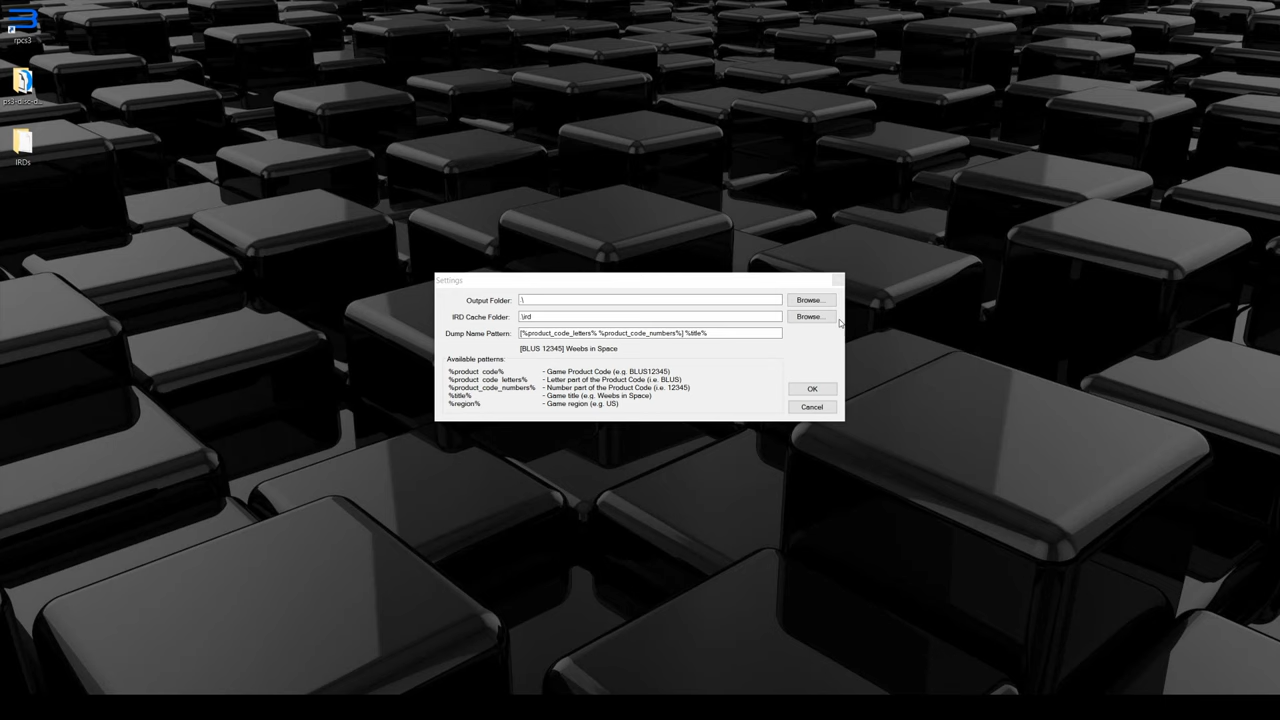 rpcs3
ps3-disc-d...
IRDs
Settings
Output Folder: .\
Browse...
IRD Cache Folder: .\ird
Browse...
Dump Name Pattern: [%product_code_letters% %product_code_numbers%] %title%
[BLUS 12345] Weebs in Space
Available patterns:
%product_code% - Game Product Code (e.g. BLUS12345)
%product_code_letters% - Letter part of the Product Code (i.e. BLUS)
%product_code_numbers% - Number part of the Product Code (i.e. 12345)
%title% - Game title (e.g. Weebs in Space)
%region% - Game region (e.g. US)
OK
Cancel